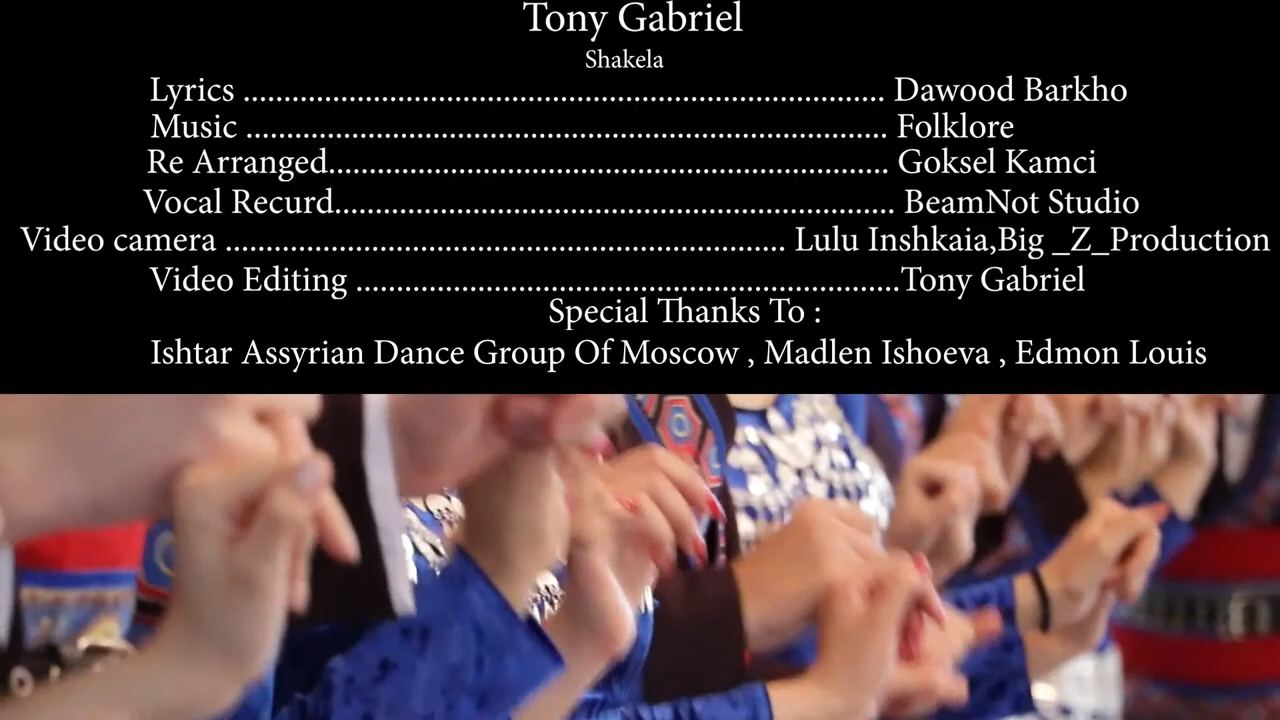 Tony Gabriel
Shakela
Lyrics ............................................................................... Dawood Barkho
Music ............................................................................... Folklore
Re Arranged..................................................................... Goksel Kamci
Vocal Recurd..................................................................... BeamNot Studio
Video camera ..................................................................... Lulu Inshkaia,Big _Z_Production
Video Editing ...................................................................Tony Gabriel
Special Thanks To :
Ishtar Assyrian Dance Group Of Moscow , Madlen Ishoeva , Edmon Louis